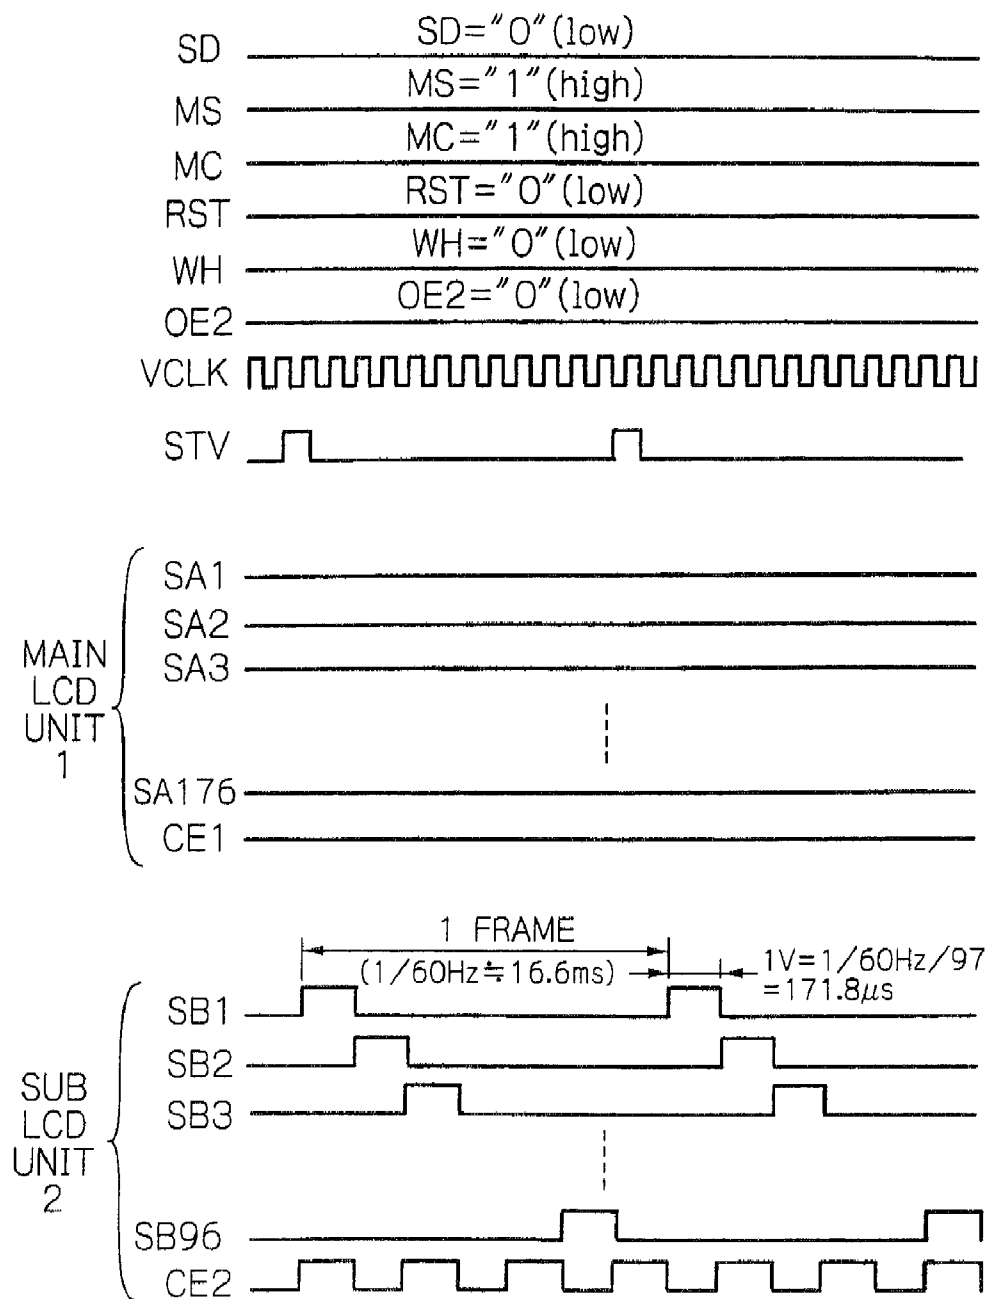 SD SD="0"(low)
MS MS="1"(high)
MC MC="1"(high)
RST RST="0"(low)
WH WH="0"(low)
OE2 OE2="0"(low)
VCLK
STV
MAIN
LCD
UNIT
1
SA1
SA2
SA3
SA176
CE1
1 FRAME
(1/60Hz≒16.6ms)
1V=1/60Hz/97
=171.8μs
SUB
LCD
UNIT
2
SB1
SB2
SB3
SB96
CE2